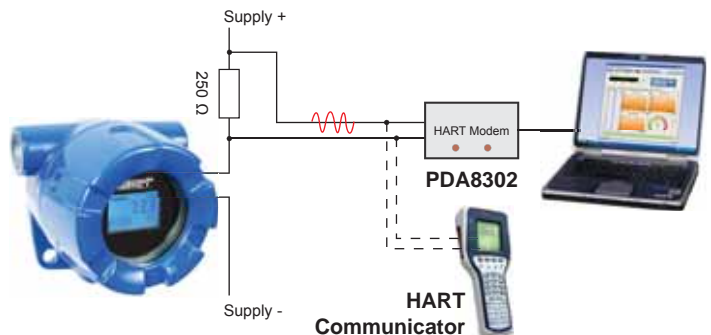 Supply +
250 Ω
HART Modem
PDA8302
HART
Communicator
Supply -